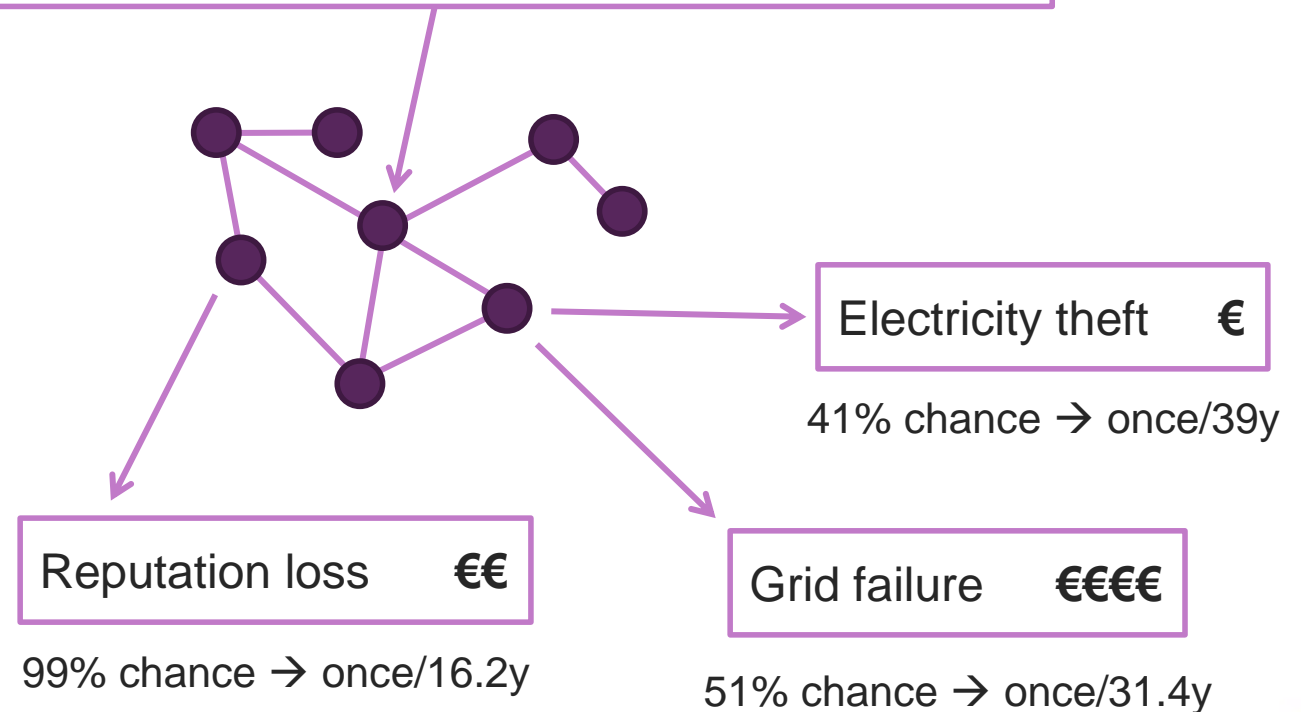 Electricity theft €
41% chance → once/39y
Reputation loss €€
99% chance → once/16.2y
Grid failure €€€€
51% chance → once/31.4y